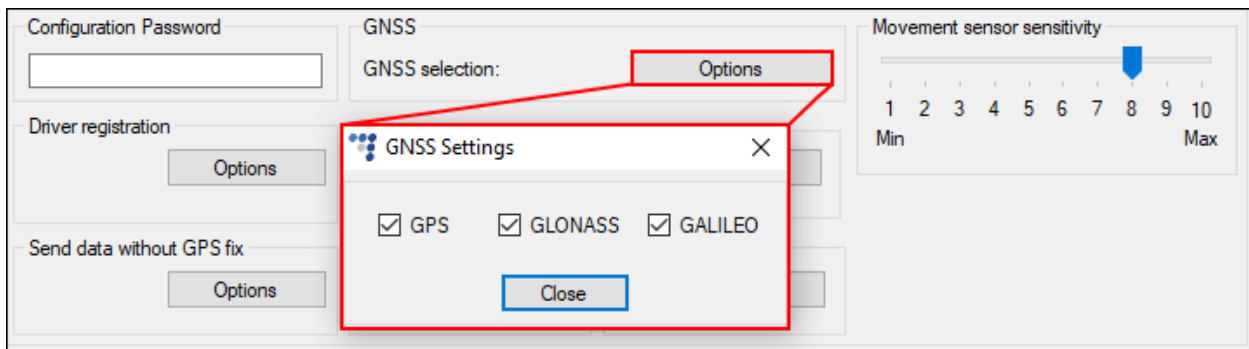 Configuration Password
GNSS
Movement sensor sensitivity
GNSS selection:
Options
1 2 3 4 5 6 7 8 9 10
Min
Max
Driver registration
Options
GNSS Settings
GPS
GLONASS
GALILEO
Send data without GPS fix
Options
Close